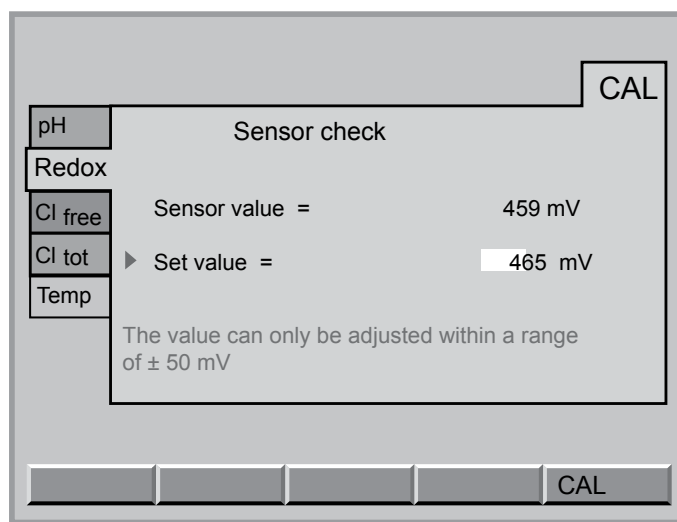 CAL
pH
Sensor check
Redox
Cl free
Sensor value = 459 mV
Cl tot
Set value = 465 mV
Temp
The value can only be adjusted within a range
of ± 50 mV
CAL